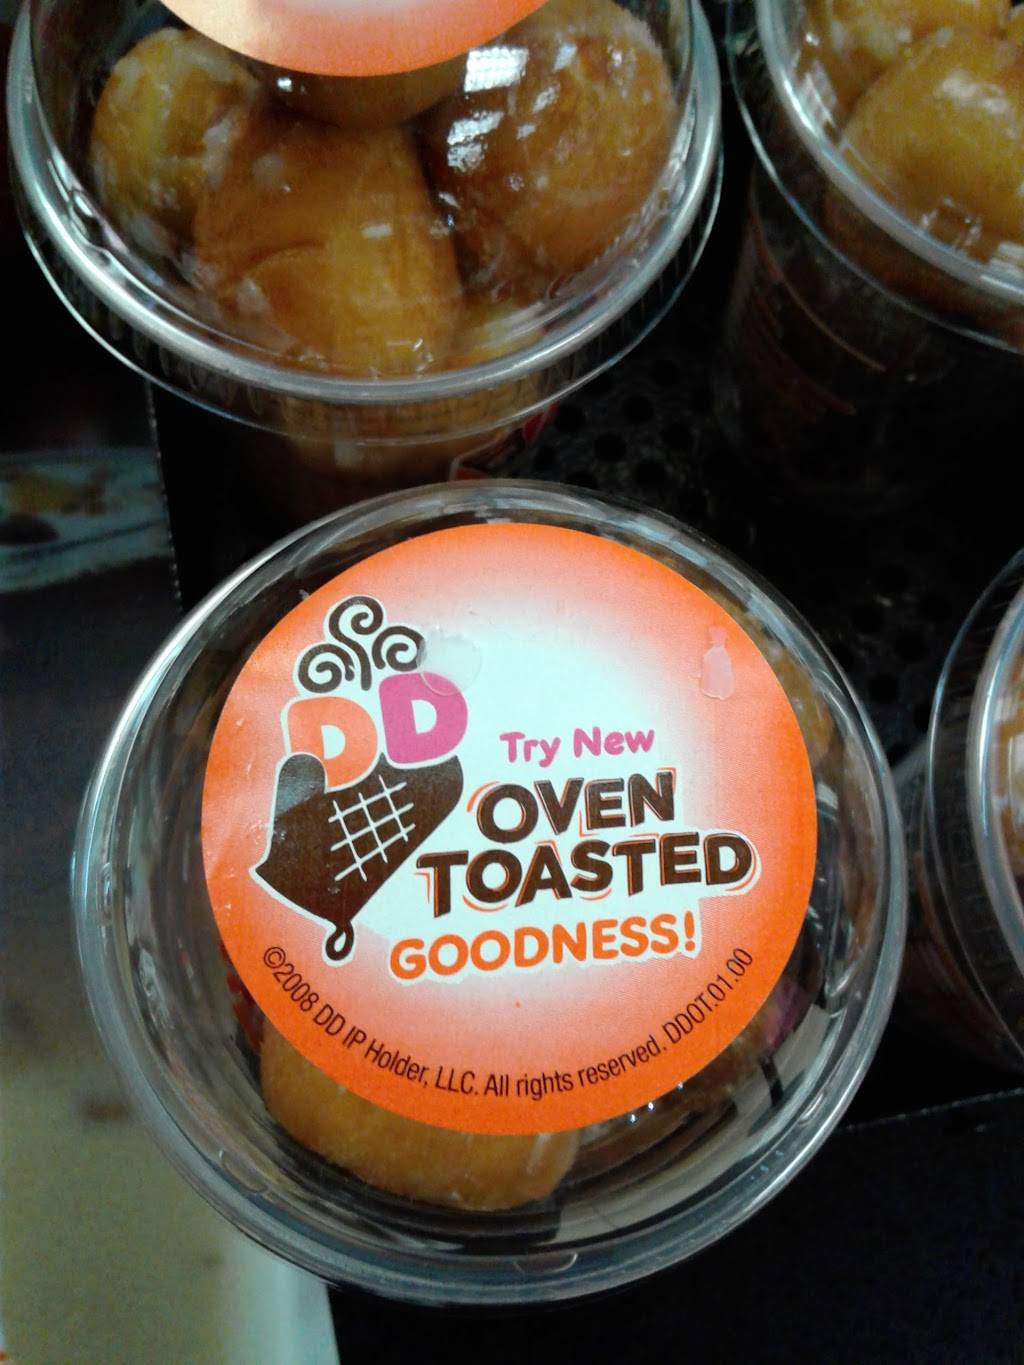 DD
Try New
OVEN
TOASTED
GOODNESS!
©2008 DD IP Holder, LLC. All rights reserved. DDOT.01.00